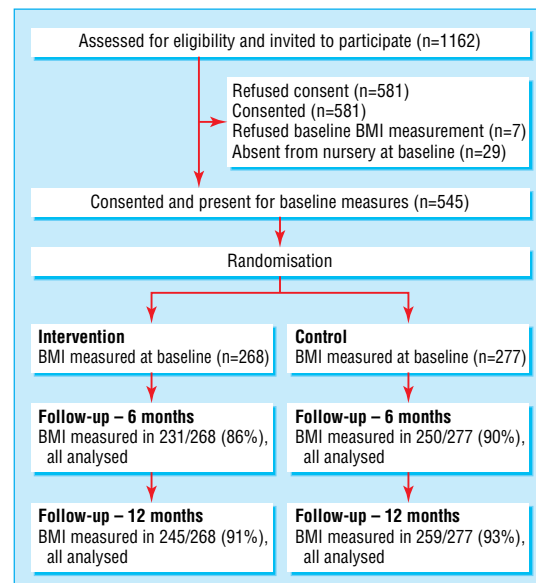 Assessed for eligibility and invited to participate (n=1162)
Refused consent (n=581)
Consented (n=581)
Refused baseline BMI measurement (n=7)
Absent from nursery at baseline (n=29)
Consented and present for baseline measures (n=545)
Randomisation
Intervention
BMI measured at baseline (n=268)
Control
BMI measured at baseline (n=277)
Follow-up – 6 months
BMI measured in 231/268 (86%),
all analysed
Follow-up – 6 months
BMI measured in 250/277 (90%),
all analysed
Follow-up – 12 months
BMI measured in 245/268 (91%),
all analysed
Follow-up – 12 months
BMI measured in 259/277 (93%),
all analysed